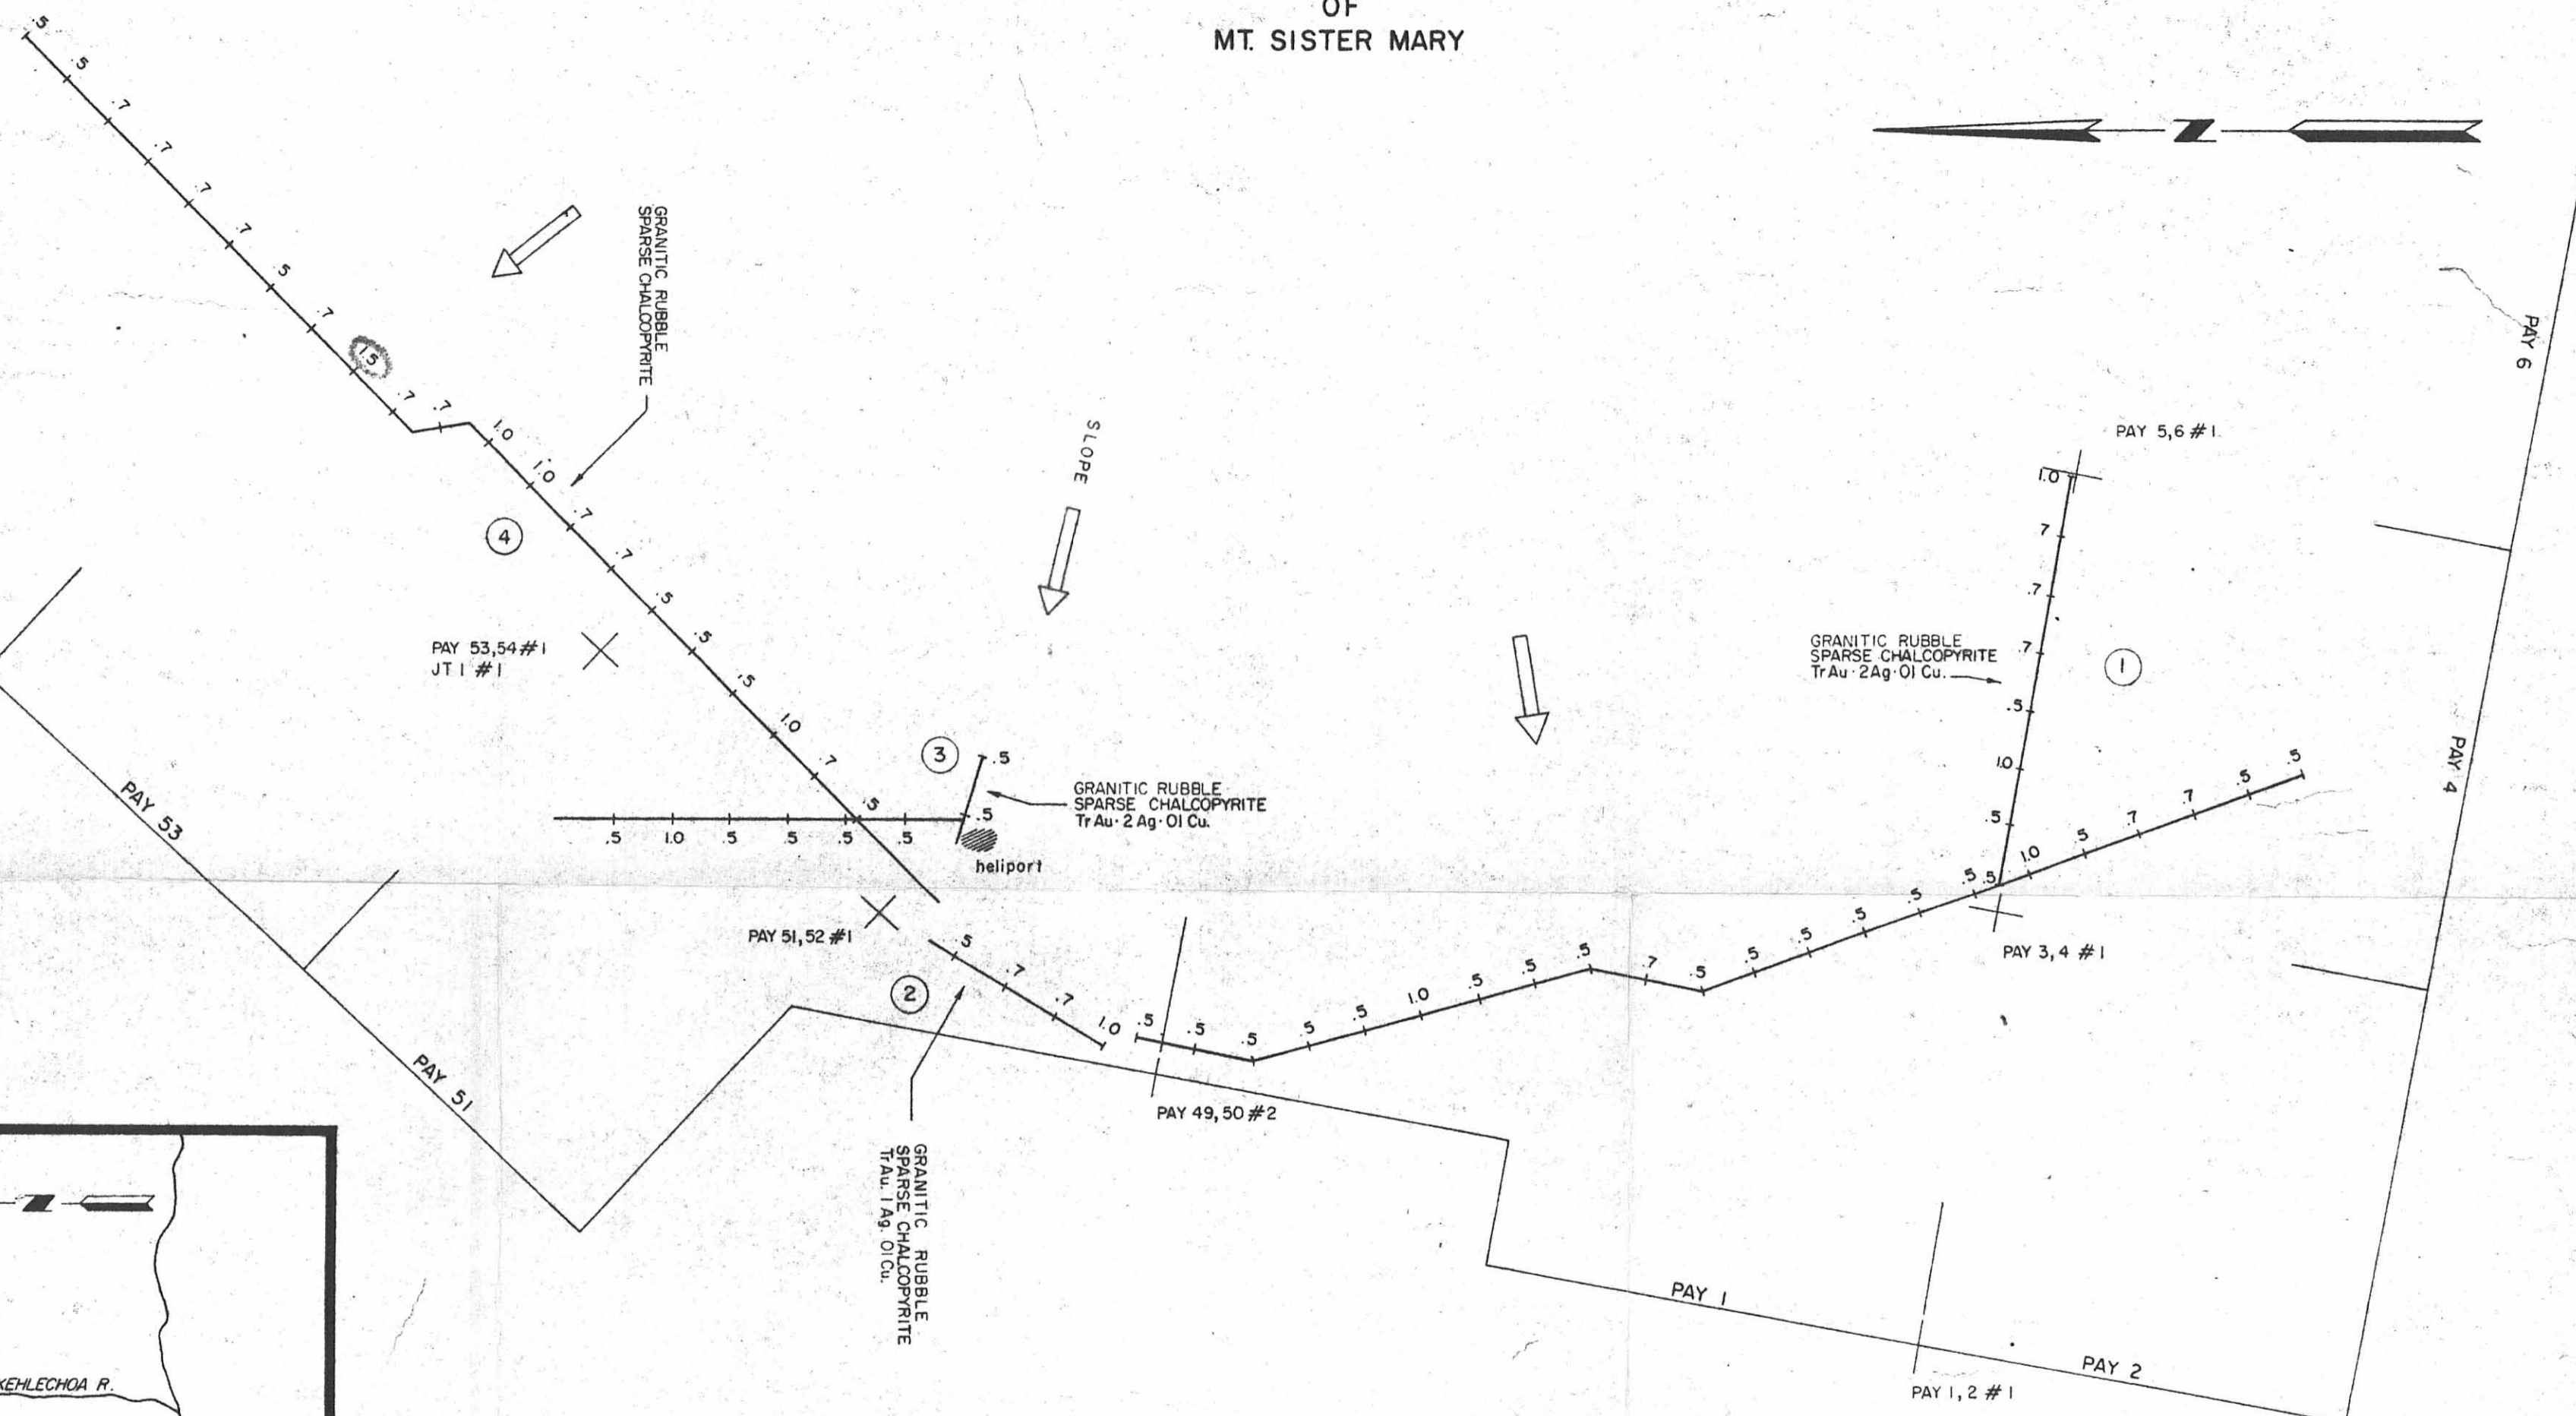 OF
MT. SISTER MARY
N
PAY 6
PAY 5,6 #1
PAY 4
GRANITIC RUBBLE
SPARSE CHALCOPYRITE
SLOPE
4
PAY 53,54 #1
JT 1 #1
GRANITIC RUBBLE
SPARSE CHALCOPYRITE
Tr Au · 2 Ag · 01 Cu.
1
3
GRANITIC RUBBLE
SPARSE CHALCOPYRITE
Tr Au · 2 Ag · 01 Cu.
heliport
PAY 53
PAY 51,52 #1
2
PAY 3,4 #1
PAY 51
PAY 49,50 #2
GRANITIC RUBBLE
SPARSE CHALCOPYRITE
Tr Au. 1 Ag. 01 Cu.
PAY 1
PAY 2
PAY 1, 2 #1
N
KEHLECHOA R.
.5 .5 .7 .7 .7 .7 .5 .7 1.5 .7 .7 1.0 1.0 .7 .7 .5 .5 .5 1.0 .7 .5
.5 1.0 .5 .5 .5 .5
.5
.5
.5 .7 .7 1.0
.5 .5 .5 .5 .5 1.0 .5 .5 .5 .7 .5 .5 .5 .5 .5 .5 .5 1.0 .5 .7 .7 .5 .5
1.0
.7
.7
.7
.5
1.0
.5